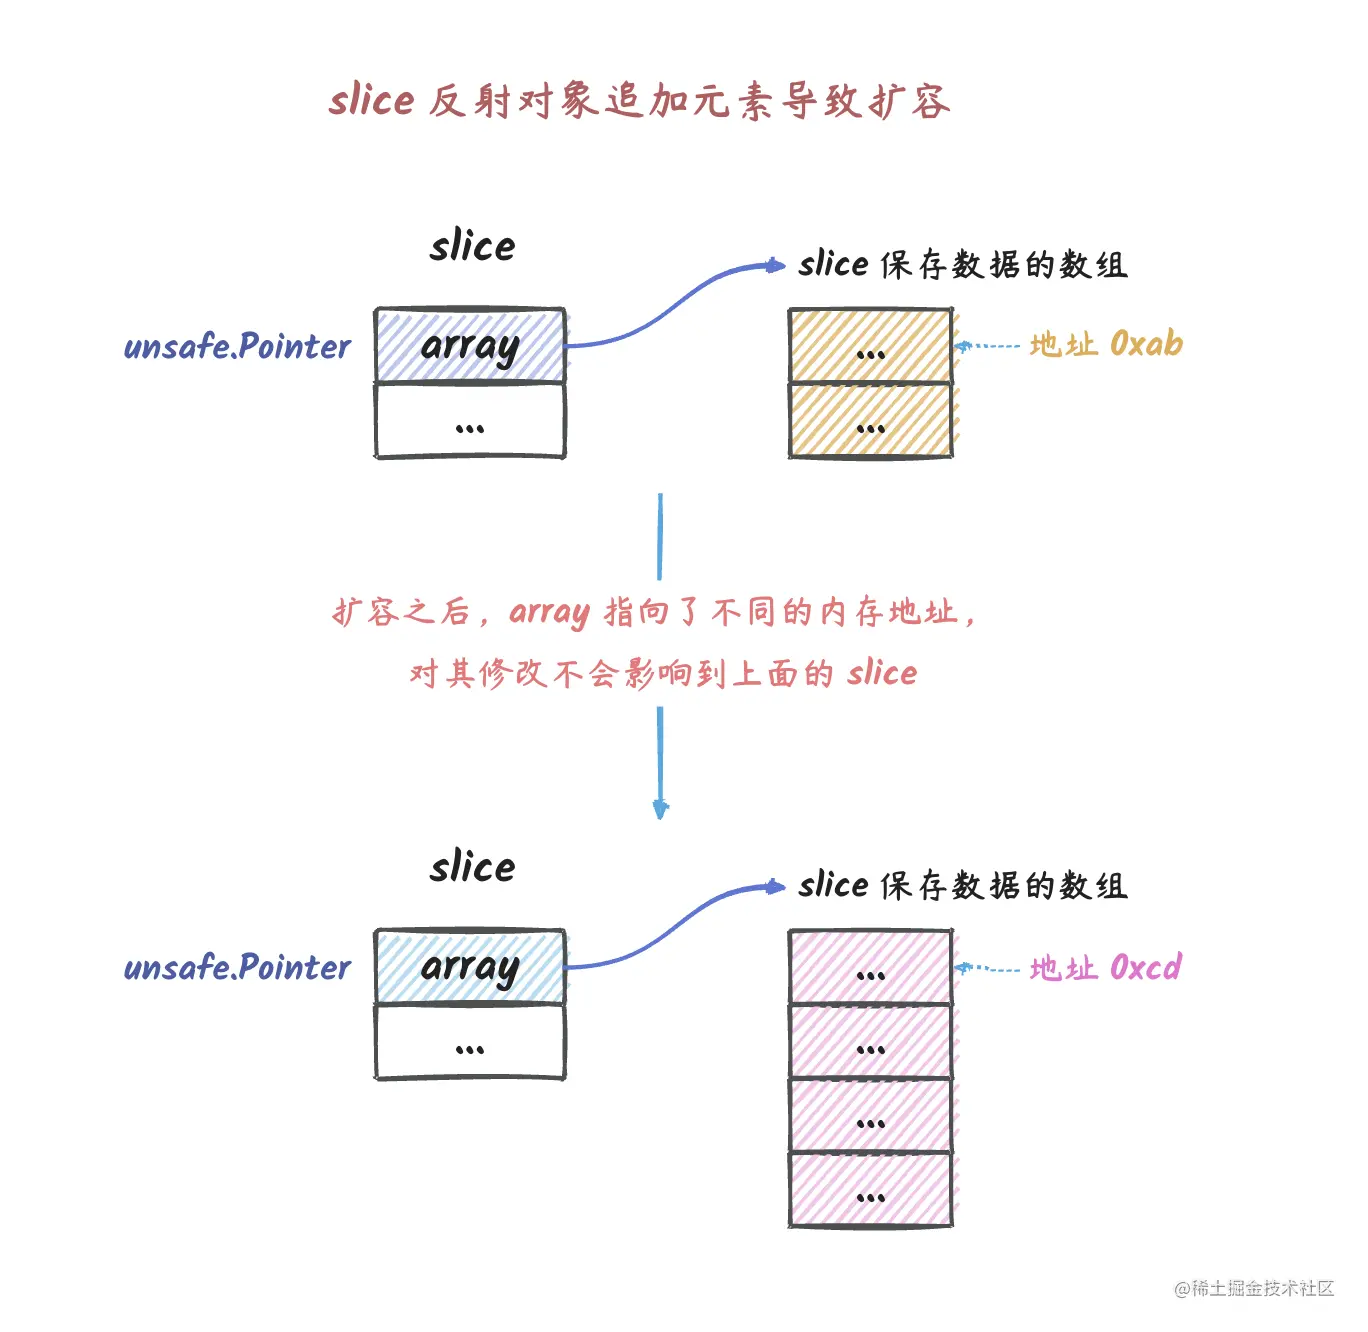 slice 反射对象追加元素导致扩容
slice
slice 保存数据的数组
unsafe.Pointer
array
...
地址 0xab
...
...
扩容之后，array 指向了不同的内存地址，
对其修改不会影响到上面的 slice
slice
slice 保存数据的数组
unsafe.Pointer
array
...
地址 0xcd
...
...
...
...
@稀土掘金技术社区